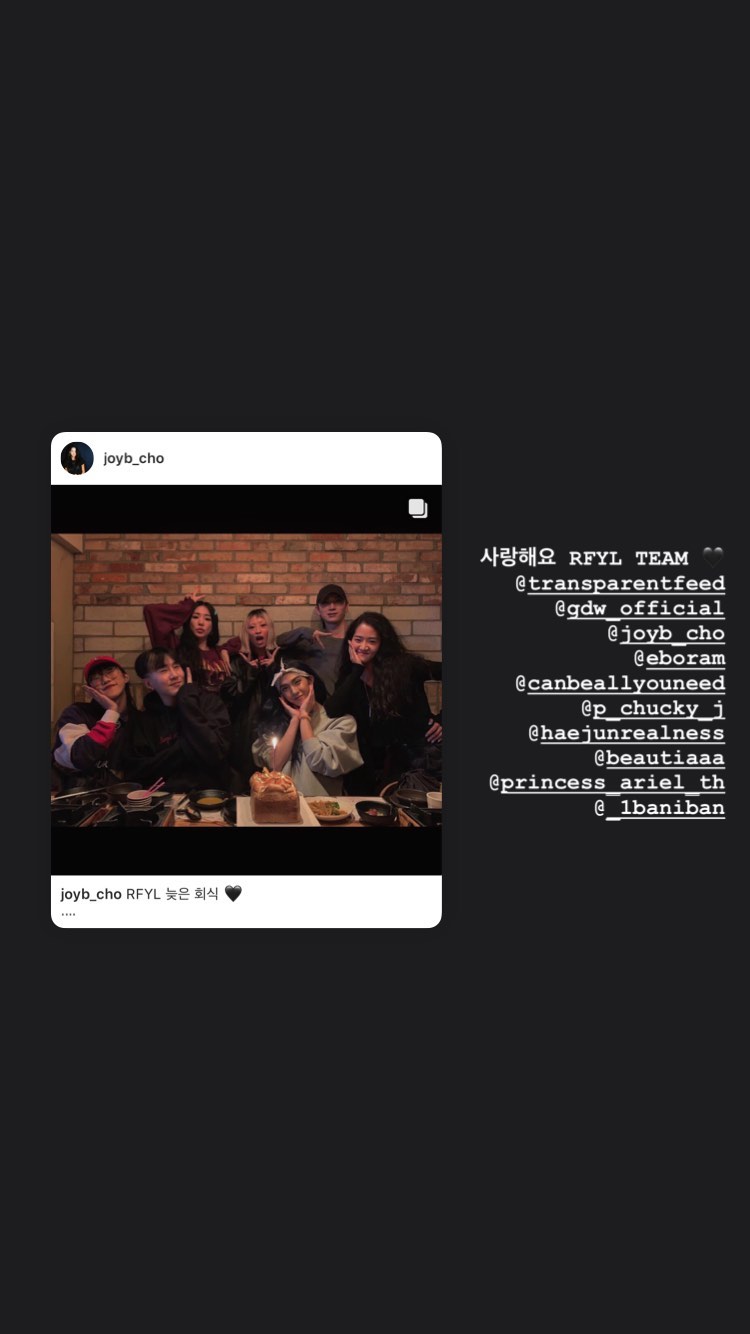 joyb_cho
사랑해요 RFYL TEAM 🖤
@transparentfeed
@gdw_official
@joyb_cho
@eboram
@canbeallyouneed
@p_chucky_j
@haejunrealness
@beautiaaa
@princess_ariel_th
@_1baniban
joyb_cho RFYL 늦은 회식 🖤
....